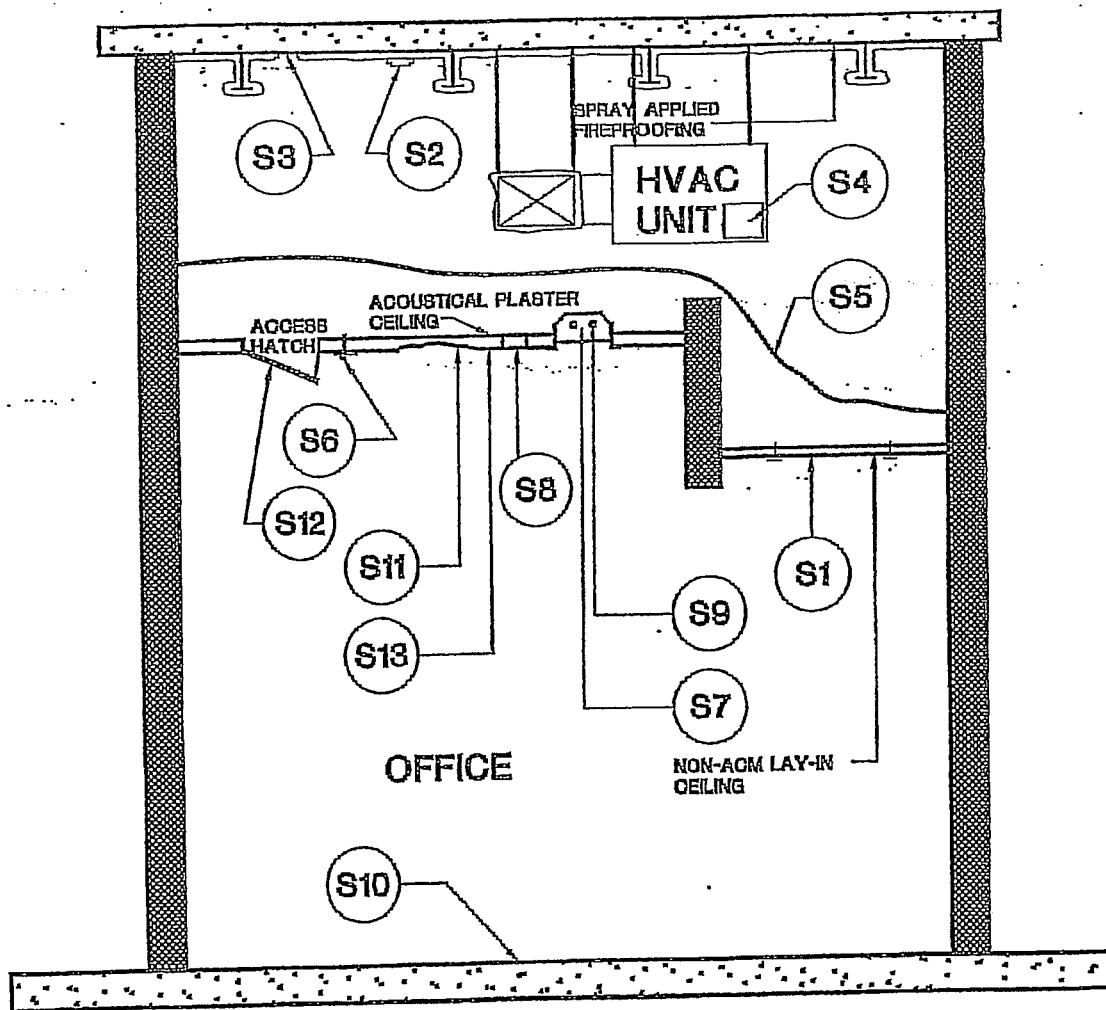 SPRAY APPLIED
FIREPROOFING
S3
S2
HVAC
UNIT
S4
S5
ACOUSTICAL PLASTER
CEILING
ACCESS
HATCH
S6
S8
S12
S11
S1
S9
S13
S7
OFFICE
NON-ACM LAY-IN
CEILING
S10